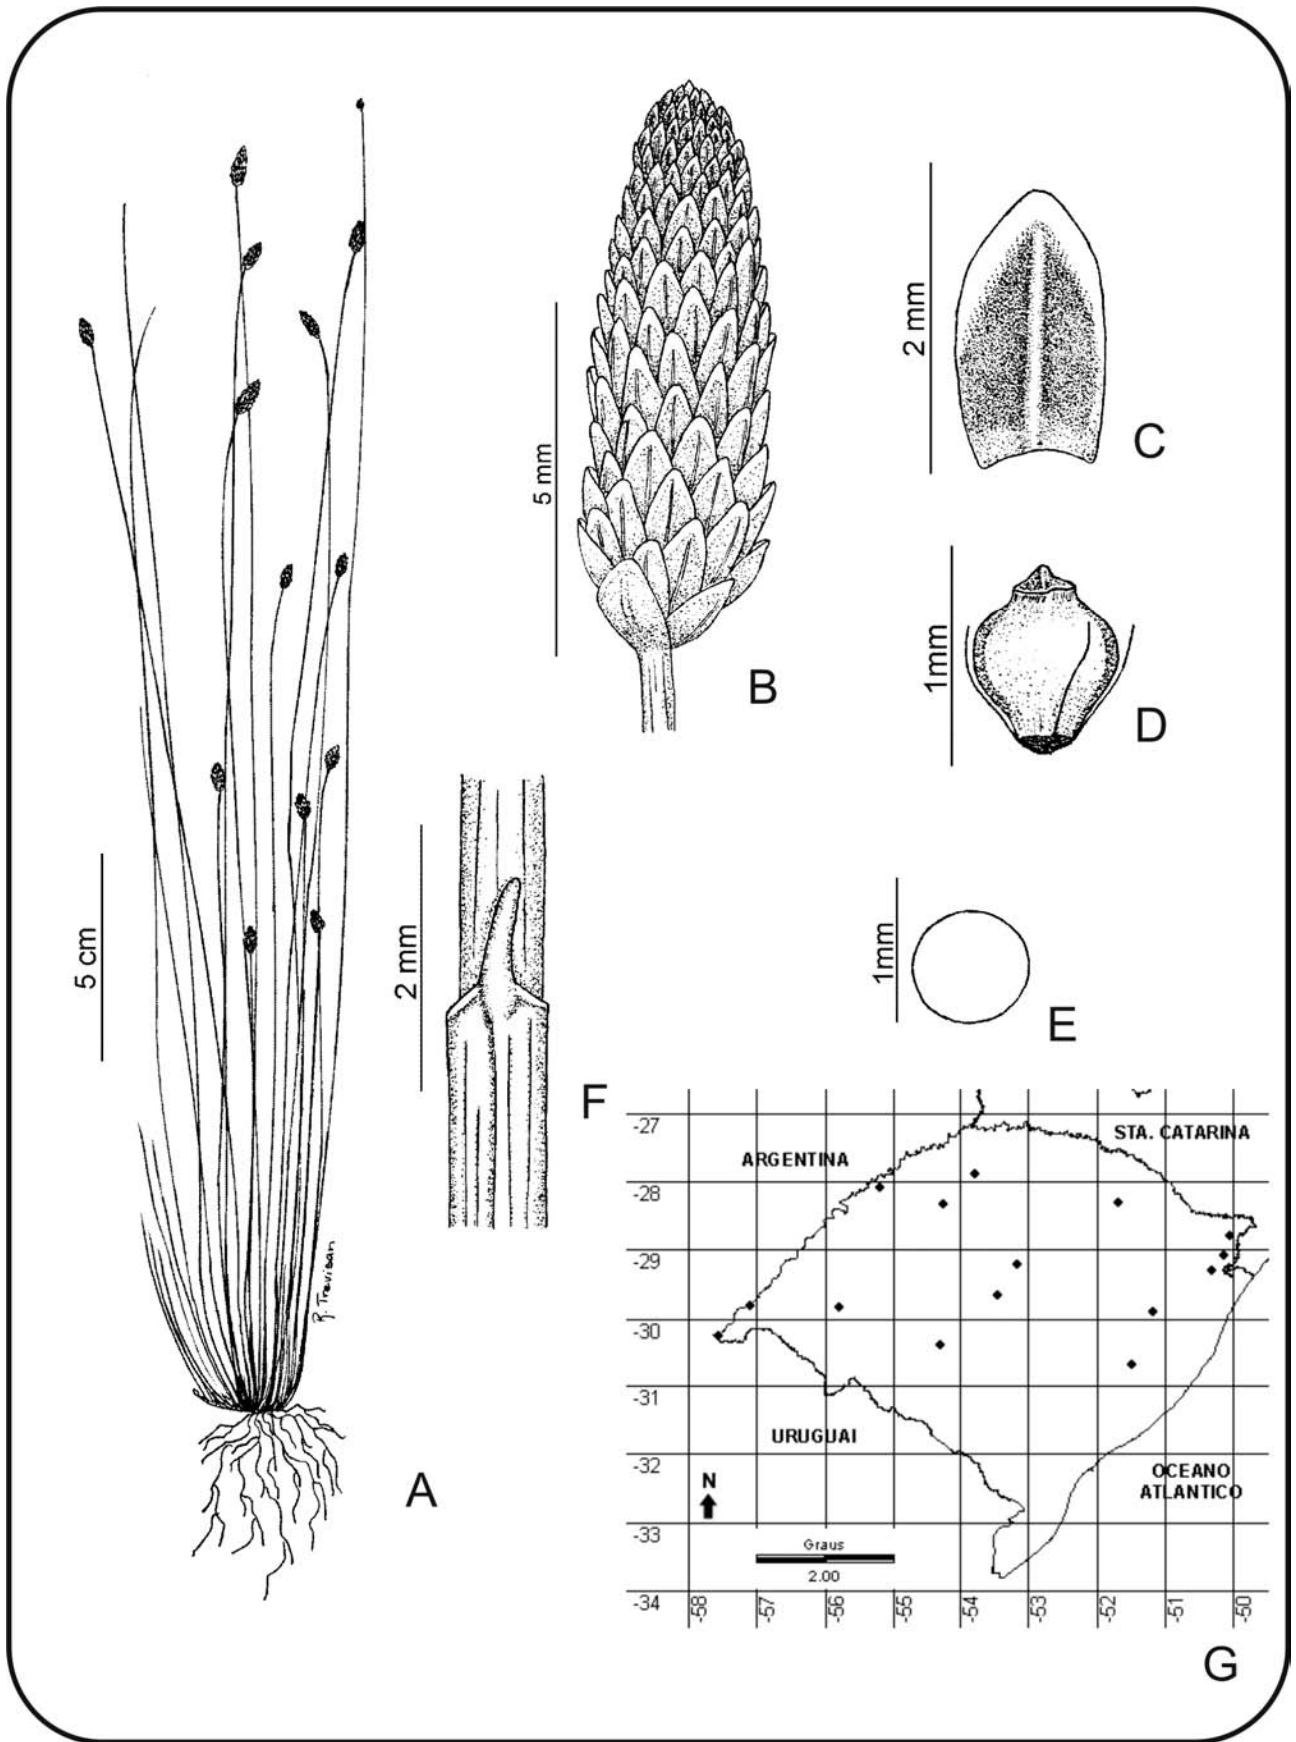 5 cm
A
R. Trevisan
5 mm
B
2 mm
C
1mm
D
1mm
E
2 mm
F
-27
-28
-29
-30
-31
-32
-33
-34
ARGENTINA
STA. CATARINA
URUGUAI
OCEANO
ATLANTICO
N
Graus
2.00
-58
-57
-56
-55
-54
-53
-52
-51
-50
G